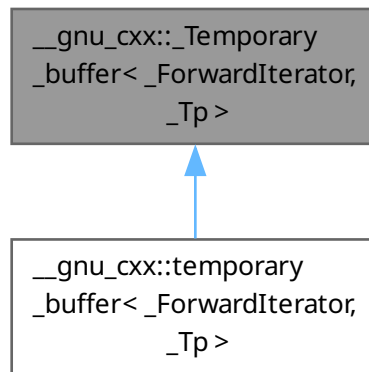 __gnu_cxx::_Temporary
_buffer< _ForwardIterator,
_Tp >
__gnu_cxx::temporary
_buffer< _ForwardIterator,
_Tp >